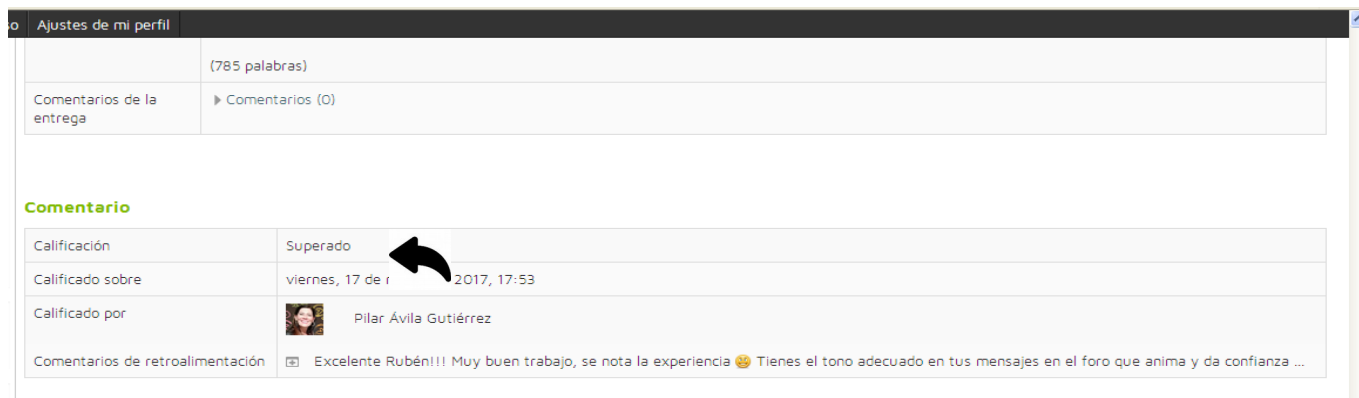 so Ajustes de mi perfil
(785 palabras)
Comentarios de la
entrega
Comentarios (0)
Comentario
Calificación Superado
Calificado sobre viernes, 17 de 2017, 17:53
Calificado por Pilar Ávila Gutiérrez
Comentarios de retroalimentación Excelente Rubén!!! Muy buen trabajo, se nota la experiencia 😬 Tienes el tono adecuado en tus mensajes en el foro que anima y da confianza ...